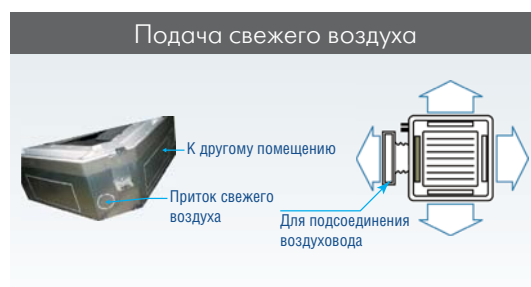 Подача свежего воздуха
К другому помещению
Приток свежего
воздуха
Для подсоединения
воздуховода